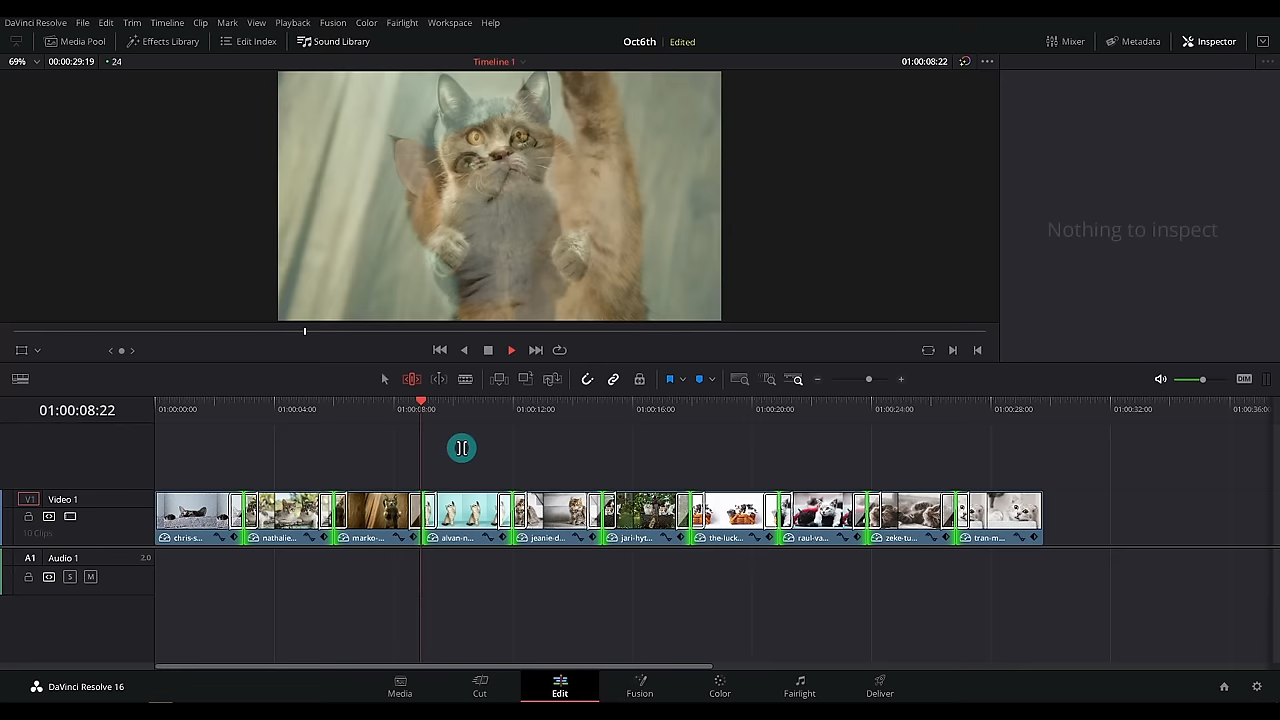 DaVinci Resolve File Edit Trim Timeline Clip Mark View Playback Fusion Color Fairlight Workspace Help
Media Pool Effects Library Edit Index Sound Library Oct6th Edited Mixer Metadata Inspector
69% 00:00:29:19 24 Timeline 1 01:00:08:22
Nothing to inspect
DIM
01:00:08:22 01:00:00:00 01:00:04:00 01:00:08:00 01:00:12:00 01:00:16:00 01:00:20:00 01:00:24:00 01:00:28:00 01:00:32:00 01:00:36:00
V1 Video 1
10 Clips
chris-s... nathalie... marko-... alvan-n... jeanie-d... jari-hyt... the-luck... raul-va... zeke-tu... tran-m...
A1 Audio 1 2.0
S M
DaVinci Resolve 16 Media Cut Edit Fusion Color Fairlight Deliver